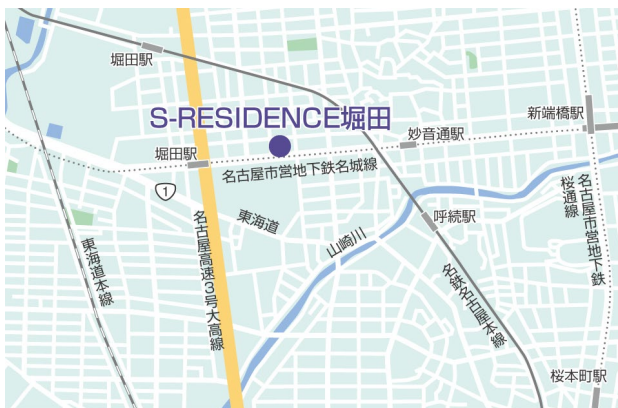 堀田駅
S-RESIDENCE堀田
新端橋駅
妙音通駅
堀田駅
名古屋市営地下鉄名城線
1
東海道
山崎川
呼続駅
東海道本線
名古屋高速3号大高線
名鉄名古屋本線
名古屋市営地下鉄
桜通線
桜本町駅